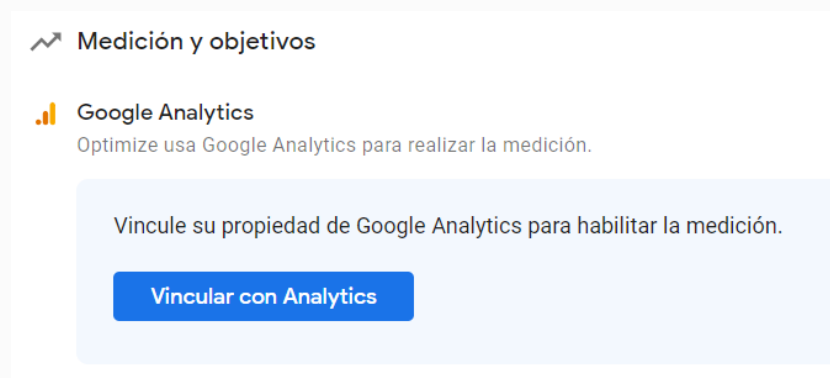 Medición y objetivos
Google Analytics
Optimize usa Google Analytics para realizar la medición.
Vincule su propiedad de Google Analytics para habilitar la medición.
Vincular con Analytics